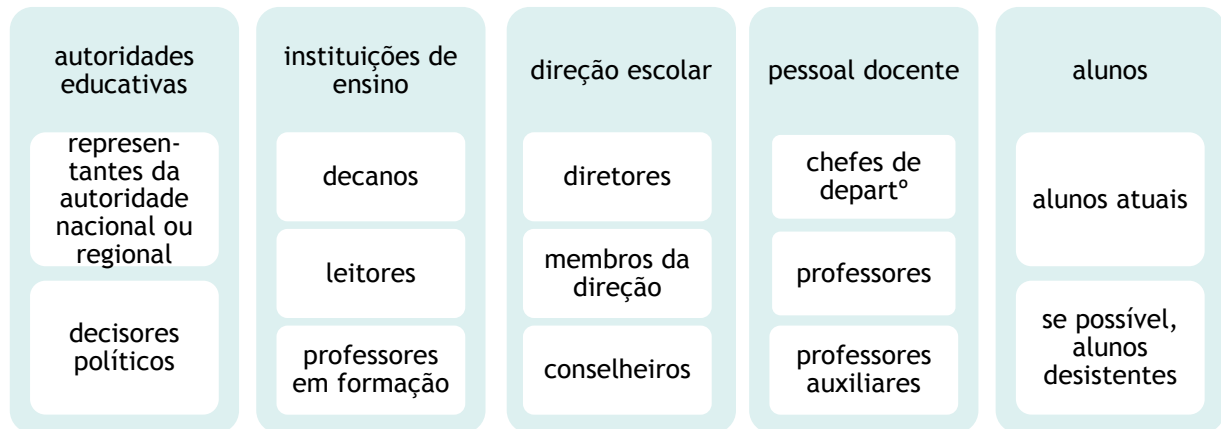 autoridades
educativas
represen-
tantes da
autoridade
nacional ou
regional
decisores
políticos
instituições de
ensino
decanos
leitores
professores
em formação
direção escolar
diretores
membros da
direção
conselheiros
pessoal docente
chefes de
departº
professores
professores
auxiliares
alunos
alunos atuais
se possível,
alunos
desistentes